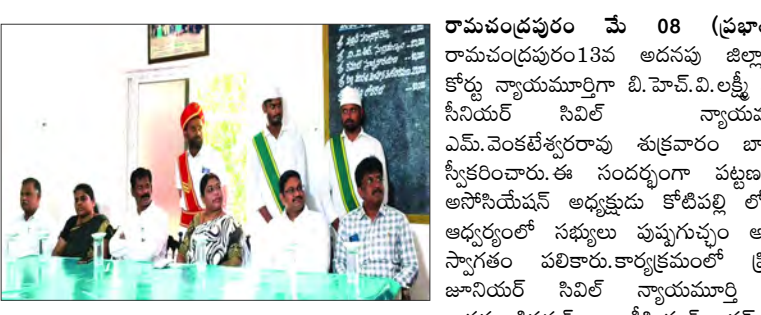 రామచంద్రపురం మే 08 (ప్రభాం
రామచంద్రపురం13వ అదనపు జిల్లా
కోర్టు న్యాయమూర్తిగా బి.హెచ్.వి.లక్ష్మీ
సీనియర్ సివిల్ న్యాయమ
ఎమ్.వెంకటేశ్వరరావు శుక్రవారం బా
స్వీకరించారు.ఈ సందర్భంగా పట్టణ
అసోసియేషన్ అధ్యక్షుడు కోటిపల్లి లో
ఆధ్వర్యంలో సభ్యులు పుష్పగుచ్ఛం అ
స్వాగతం పలికారు.కార్యక్రమంలో ప్రి
జూనియర్ సివిల్ న్యాయమూర్తి